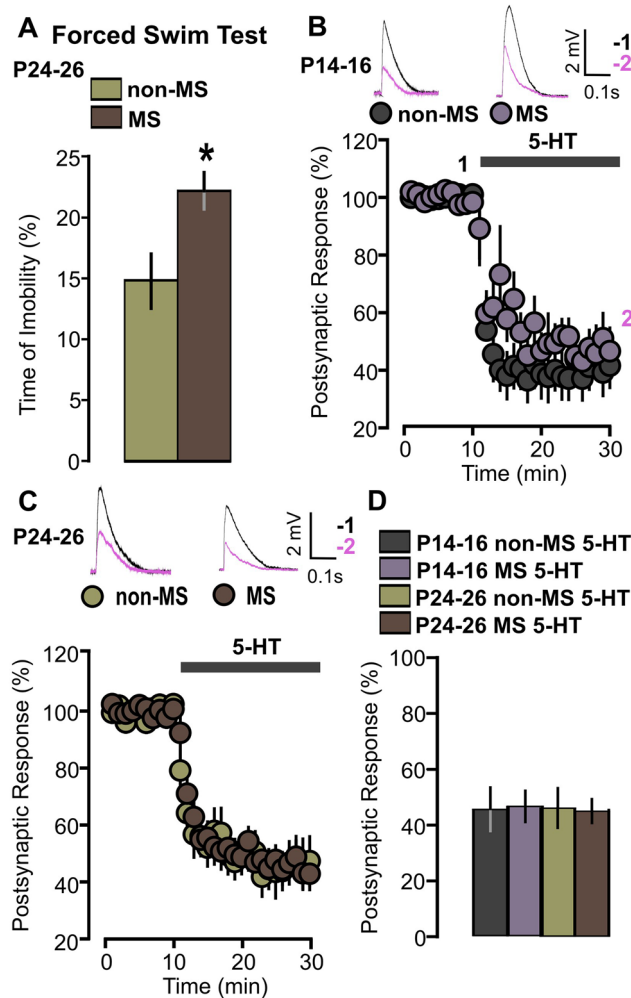 A Forced Swim Test
P24-26
non-MS
MS
*
Time of Imobility (%)
25
20
15
10
5
0
B
P14-16
2 mV
-1
-2
0.1s
non-MS
MS
5-HT
1
2
Postsynaptic Response (%)
120
100
80
60
40
20
0 10 20 30
Time (min)
C
P24-26
2 mV
-1
-2
0.1s
non-MS
MS
5-HT
Postsynaptic Response (%)
120
100
80
60
40
20
0 10 20 30
Time (min)
D
P14-16 non-MS 5-HT
P14-16 MS 5-HT
P24-26 non-MS 5-HT
P24-26 MS 5-HT
Postsynaptic Response (%)
100
80
60
40
20
0